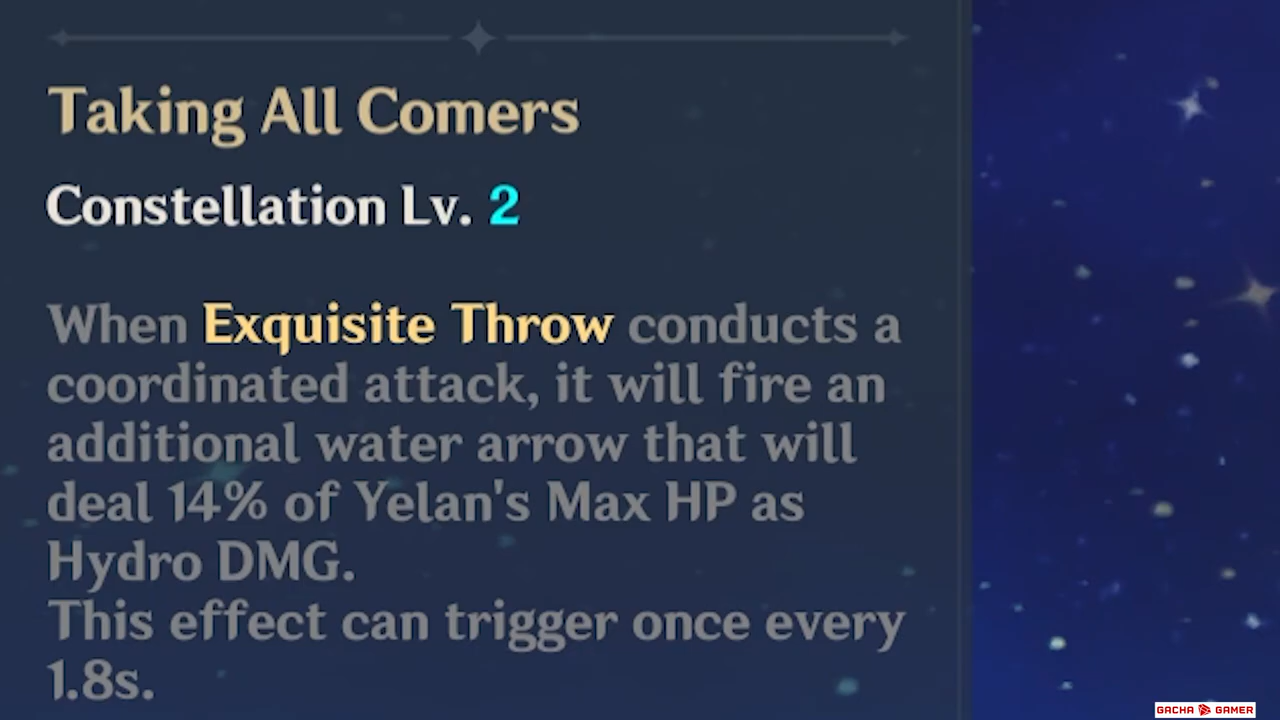 Taking All Comers
Constellation Lv. 2
When Exquisite Throw conducts a
coordinated attack, it will fire an
additional water arrow that will
deal 14% of Yelan's Max HP as
Hydro DMG.
This effect can trigger once every
1.8s.
GACHA GAMER